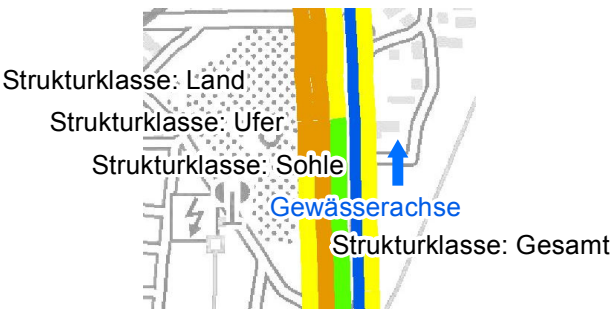 Strukturklasse: Land
Strukturklasse: Ufer
Strukturklasse: Sohle
Gewässerachse
Strukturklasse: Gesamt